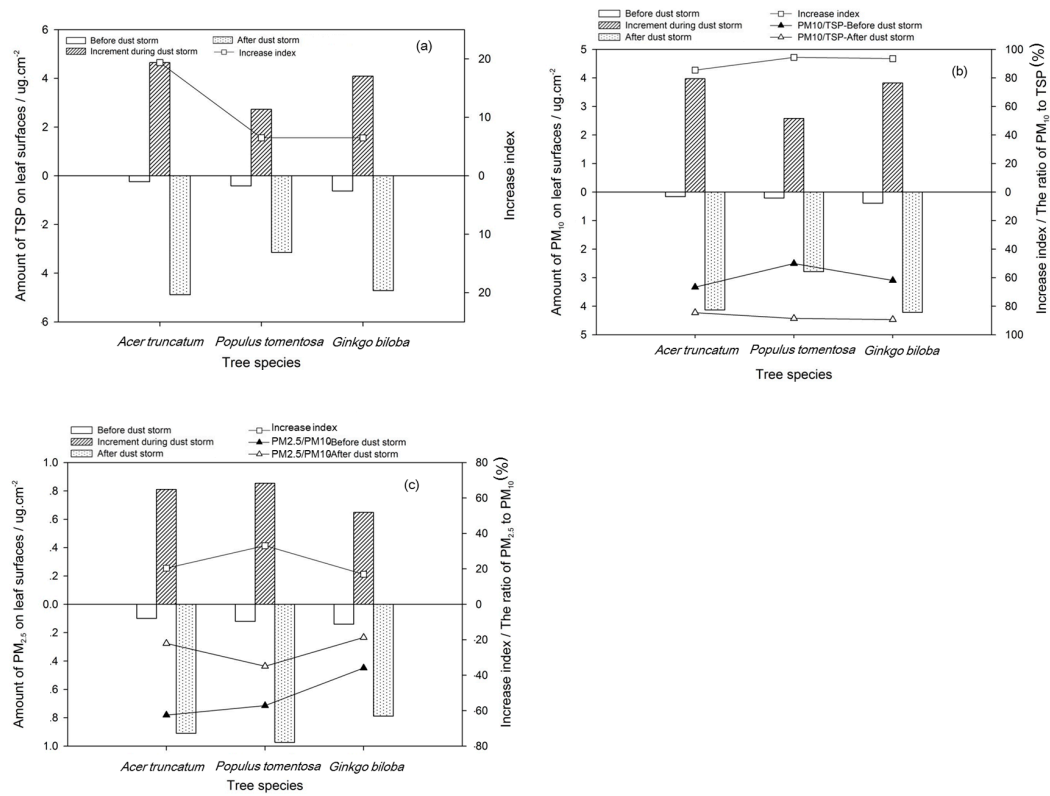 Before dust storm
Increment during dust storm
After dust storm
Increase index
(a)
6
4
2
0
2
4
6
Amount of TSP on leaf surfaces / ug.cm-2
20
10
0
10
20
Increase index
Acer truncatum
Populus tomentosa
Ginkgo biloba
Tree species
Before dust storm
Increment during dust storm
After dust storm
Increase index
PM10/TSP-Before dust storm
PM10/TSP-After dust storm
(b)
5
4
3
2
1
0
1
2
3
4
5
Amount of PM10 on leaf surfaces / ug.cm-2
100
80
60
40
20
0
20
40
60
80
100
Increase index / The ratio of PM10 to TSP (%)
Acer truncatum
Populus tomentosa
Ginkgo biloba
Tree species
Before dust storm
Increment during dust storm
After dust storm
Increase index
PM2.5/PM10-Before dust storm
PM2.5/PM10-After dust storm
(c)
1.0
.8
.6
.4
.2
0.0
.2
.4
.6
.8
1.0
Amount of PM2.5 on leaf surfaces / ug.cm-2
80
60
40
20
0
-20
-40
-60
-80
Increase index / The ratio of PM2.5 to PM10 (%)
Acer truncatum
Populus tomentosa
Ginkgo biloba
Tree species